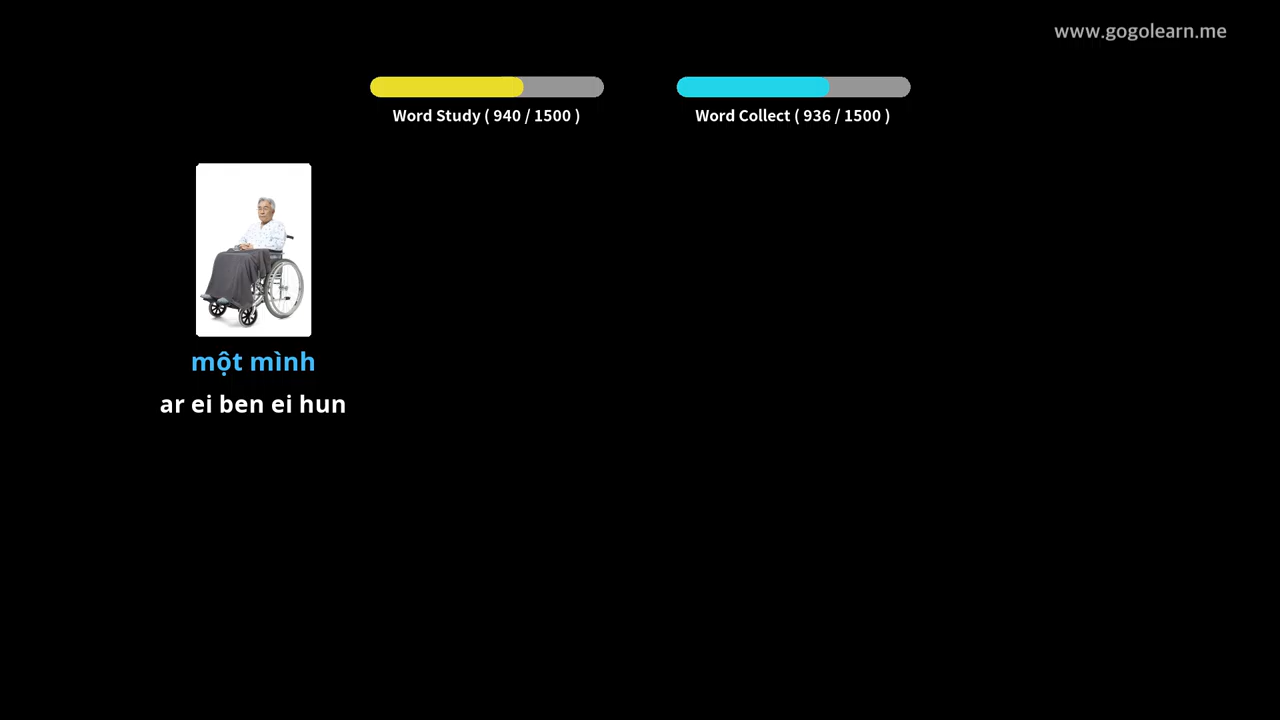 www.gogolearn.me
Word Study ( 940 / 1500 )
Word Collect ( 936 / 1500 )
một mình
ar ei ben ei hun